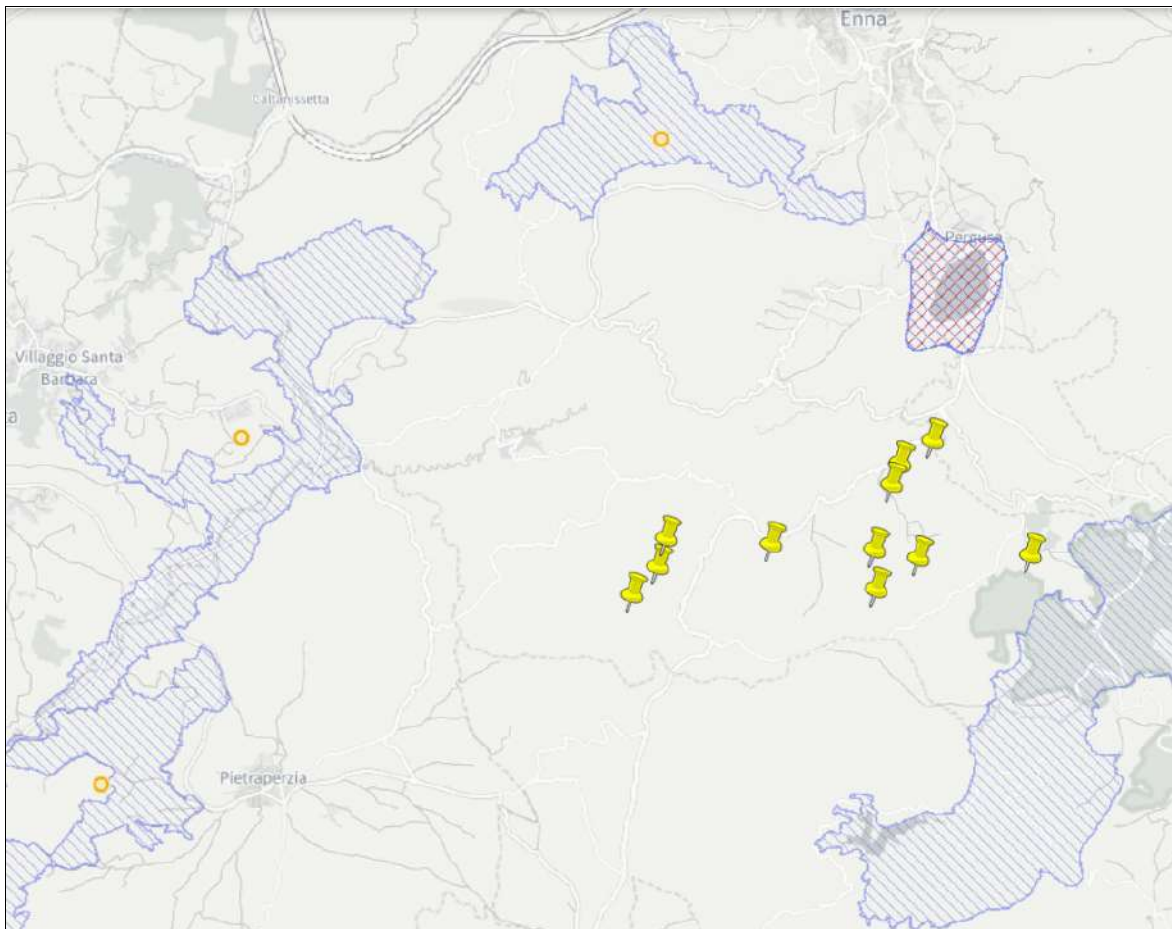 Enna
Caltanissetta
Pergusa
Villaggio Santa
Barbara
a
Pietraperzia